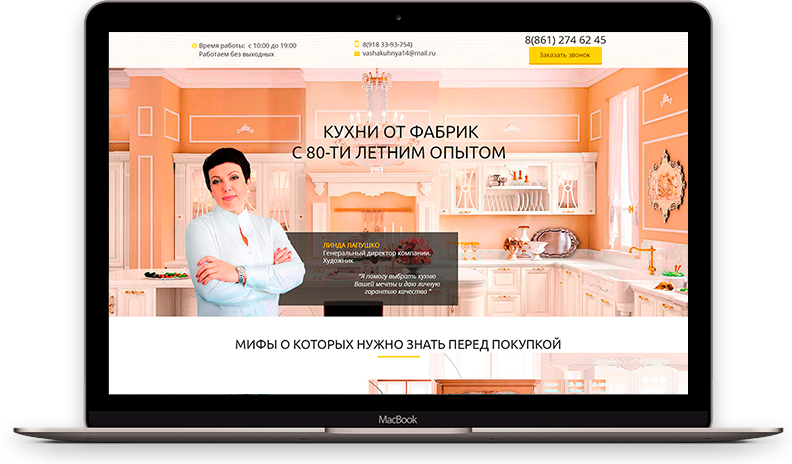 Время работы: с 10:00 до 19:00
Работаем без выходных
8(918 33-93-754)
vashakuhnya14@mail.ru
8(861) 274 62 45
Заказать звонок
КУХНИ ОТ ФАБРИК
С 80-ТИ ЛЕТНИМ ОПЫТОМ
ЛИНДА ЛАПУШКО
Генеральный директор компании.
Художник
"Я помогу выбрать кухню
Вашей мечты и даю личную
гарантию качества "
МИФЫ О КОТОРЫХ НУЖНО ЗНАТЬ ПЕРЕД ПОКУПКОЙ
MacBook